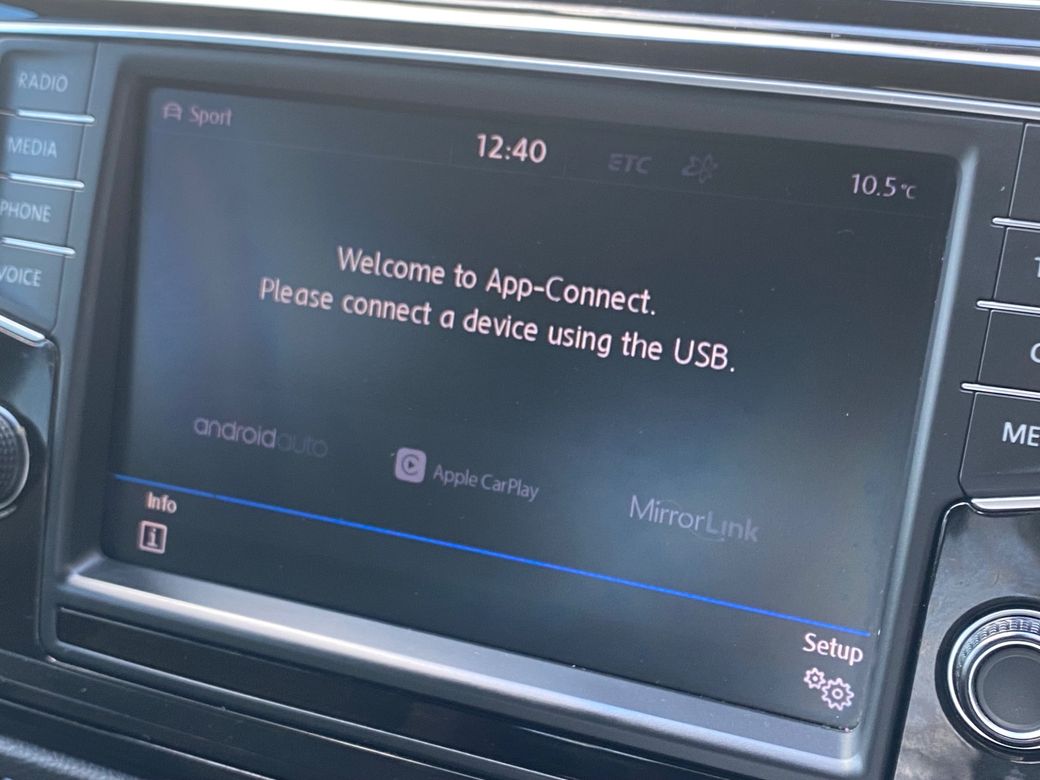 RADIO
MEDIA
PHONE
VOICE
Sport
12:40
ETC
10.5°C
Welcome to App-Connect.
Please connect a device using the USB.
androidauto
Apple CarPlay
MirrorLink
Info
i
Setup